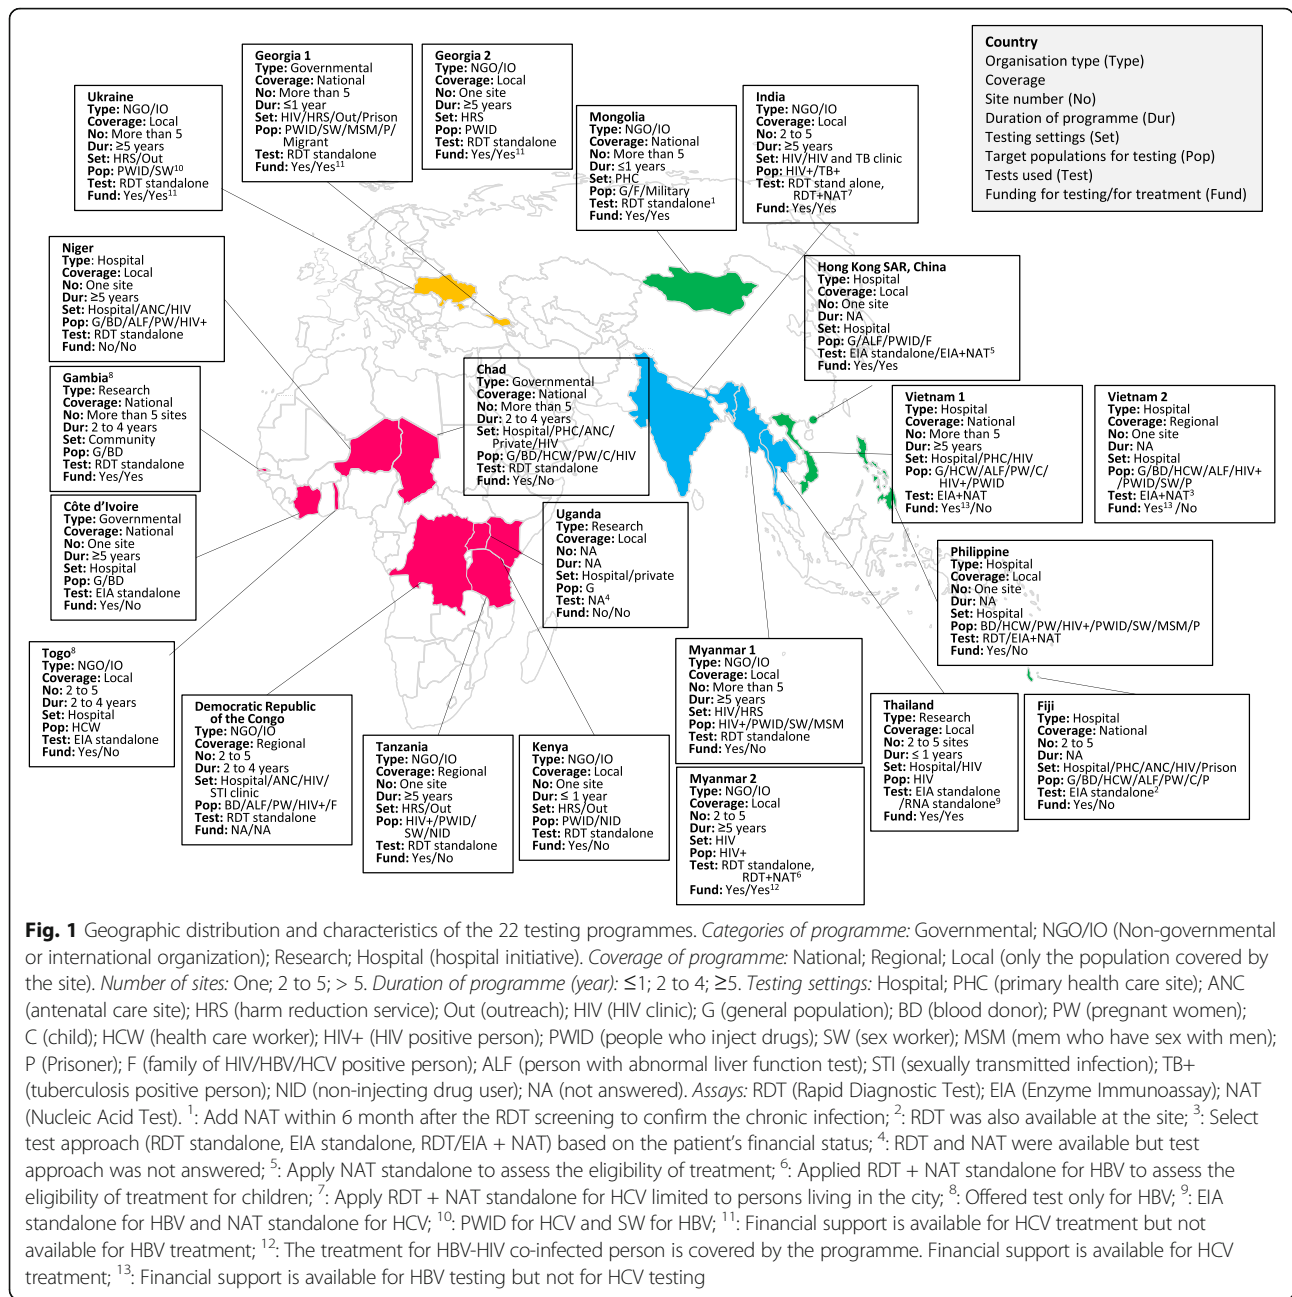 Country
Organisation type (Type)
Coverage
Site number (No)
Duration of programme (Dur)
Testing settings (Set)
Target populations for testing (Pop)
Tests used (Test)
Funding for testing/for treatment (Fund)
Georgia 1
Type: Governmental
Coverage: National
No: More than 5
Dur: ≤1 year
Set: HIV/HRS/Out/Prison
Pop: PWID/SW/MSM/P/
Migrant
Test: RDT standalone
Fund: Yes/Yes11
Georgia 2
Type: NGO/IO
Coverage: Local
No: One site
Dur: ≥5 years
Set: HRS
Pop: PWID
Test: RDT standalone
Fund: Yes/Yes11
Ukraine
Type: NGO/IO
Coverage: Local
No: More than 5
Dur: ≥5 years
Set: HRS/Out
Pop: PWID/SW10
Test: RDT standalone
Fund: Yes/Yes11
Mongolia
Type: NGO/IO
Coverage: National
No: More than 5
Dur: ≤1 years
Set: PHC
Pop: G/F/Military
Test: RDT standalone1
Fund: Yes/Yes
India
Type: NGO/IO
Coverage: Local
No: 2 to 5
Dur: ≥5 years
Set: HIV/HIV and TB clinic
Pop: HIV+/TB+
Test: RDT stand alone,
RDT+NAT7
Fund: Yes/Yes
Niger
Type: Hospital
Coverage: Local
No: One site
Dur: ≥5 years
Set: Hospital/ANC/HIV
Pop: G/BD/ALF/PW/HIV+
Test: RDT standalone
Fund: No/No
Hong Kong SAR, China
Type: Hospital
Coverage: Local
No: One site
Dur: NA
Set: Hospital
Pop: G/ALF/PWID/F
Test: EIA standalone/EIA+NAT5
Fund: Yes/Yes
Gambia8
Type: Research
Coverage: National
No: More than 5 sites
Dur: 2 to 4 years
Set: Community
Pop: G/BD
Test: RDT standalone
Fund: Yes/Yes
Chad
Type: Governmental
Coverage: National
No: More than 5
Dur: 2 to 4 years
Set: Hospital/PHC/ANC/
Private/HIV
Pop: G/BD/HCW/PW/C/HIV
Test: RDT standalone
Fund: Yes/No
Vietnam 1
Type: Hospital
Coverage: National
No: More than 5
Dur: ≥5 years
Set: Hospital/PHC/HIV
Pop: G/HCW/ALF/PW/C/
HIV+/PWID
Test: EIA+NAT
Fund: Yes13/No
Vietnam 2
Type: Hospital
Coverage: Regional
No: One site
Dur: NA
Set: Hospital
Pop: G/BD/HCW/ALF/HIV+
/PWID/SW/P
Test: EIA+NAT3
Fund: Yes13 /No
Côte d’Ivoire
Type: Governmental
Coverage: National
No: One site
Dur: ≥5 years
Set: Hospital
Pop: G/BD
Test: EIA standalone
Fund: Yes/No
Uganda
Type: Research
Coverage: Local
No: NA
Dur: NA
Set: Hospital/private
Pop: G
Test: NA4
Fund: No/No
Philippine
Type: Hospital
Coverage: Local
No: One site
Dur: NA
Set: Hospital
Pop: BD/HCW/PW/HIV+/PWID/SW/MSM/P
Test: RDT/EIA+NAT
Fund: Yes/No
Togo8
Type: NGO/IO
Coverage: Local
No: 2 to 5
Dur: 2 to 4 years
Set: Hospital
Pop: HCW
Test: EIA standalone
Fund: Yes/No
Democratic Republic
of the Congo
Type: NGO/IO
Coverage: Regional
No: 2 to 5
Dur: 2 to 4 years
Set: Hospital/ANC/HIV/
STI clinic
Pop: BD/ALF/PW/HIV+/F
Test: RDT standalone
Fund: NA/NA
Tanzania
Type: NGO/IO
Coverage: Regional
No: One site
Dur: ≥5 years
Set: HRS/Out
Pop: HIV+/PWID/
SW/NID
Test: RDT standalone
Fund: Yes/No
Kenya
Type: NGO/IO
Coverage: Local
No: One site
Dur: ≤ 1 year
Set: HRS/Out
Pop: PWID/NID
Test: RDT standalone
Fund: Yes/No
Myanmar 1
Type: NGO/IO
Coverage: Local
No: More than 5
Dur: ≥5 years
Set: HIV/HRS
Pop: HIV+/PWID/SW/MSM
Test: RDT standalone
Fund: Yes/No
Myanmar 2
Type: NGO/IO
Coverage: Local
No: 2 to 5
Dur: ≥5 years
Set: HIV
Pop: HIV+
Test: RDT standalone,
RDT+NAT6
Fund: Yes/Yes12
Thailand
Type: Research
Coverage: Local
No: 2 to 5 sites
Dur: ≤ 1 years
Set: Hospital/HIV
Pop: HIV
Test: EIA standalone
/RNA standalone9
Fund: Yes/Yes
Fiji
Type: Hospital
Coverage: National
No: 2 to 5
Dur: NA
Set: Hospital/PHC/ANC/HIV/Prison
Pop: G/BD/HCW/ALF/PW/C/P
Test: EIA standalone2
Fund: Yes/No
Fig. 1 Geographic distribution and characteristics of the 22 testing programmes. Categories of programme: Governmental; NGO/IO (Non-governmental
or international organization); Research; Hospital (hospital initiative). Coverage of programme: National; Regional; Local (only the population covered by
the site). Number of sites: One; 2 to 5; > 5. Duration of programme (year): ≤1; 2 to 4; ≥5. Testing settings: Hospital; PHC (primary health care site); ANC
(antenatal care site); HRS (harm reduction service); Out (outreach); HIV (HIV clinic); G (general population); BD (blood donor); PW (pregnant women);
C (child); HCW (health care worker); HIV+ (HIV positive person); PWID (people who inject drugs); SW (sex worker); MSM (mem who have sex with men);
P (Prisoner); F (family of HIV/HBV/HCV positive person); ALF (person with abnormal liver function test); STI (sexually transmitted infection); TB+
(tuberculosis positive person); NID (non-injecting drug user); NA (not answered). Assays: RDT (Rapid Diagnostic Test); EIA (Enzyme Immunoassay); NAT
(Nucleic Acid Test). 1: Add NAT within 6 month after the RDT screening to confirm the chronic infection; 2: RDT was also available at the site; 3: Select
test approach (RDT standalone, EIA standalone, RDT/EIA + NAT) based on the patient’s financial status; 4: RDT and NAT were available but test
approach was not answered; 5: Apply NAT standalone to assess the eligibility of treatment; 6: Applied RDT + NAT standalone for HBV to assess the
eligibility of treatment for children; 7: Apply RDT + NAT standalone for HCV limited to persons living in the city; 8: Offered test only for HBV; 9: EIA
standalone for HBV and NAT standalone for HCV; 10: PWID for HCV and SW for HBV; 11: Financial support is available for HCV treatment but not
available for HBV treatment; 12: The treatment for HBV-HIV co-infected person is covered by the programme. Financial support is available for HCV
treatment; 13: Financial support is available for HBV testing but not for HCV testing